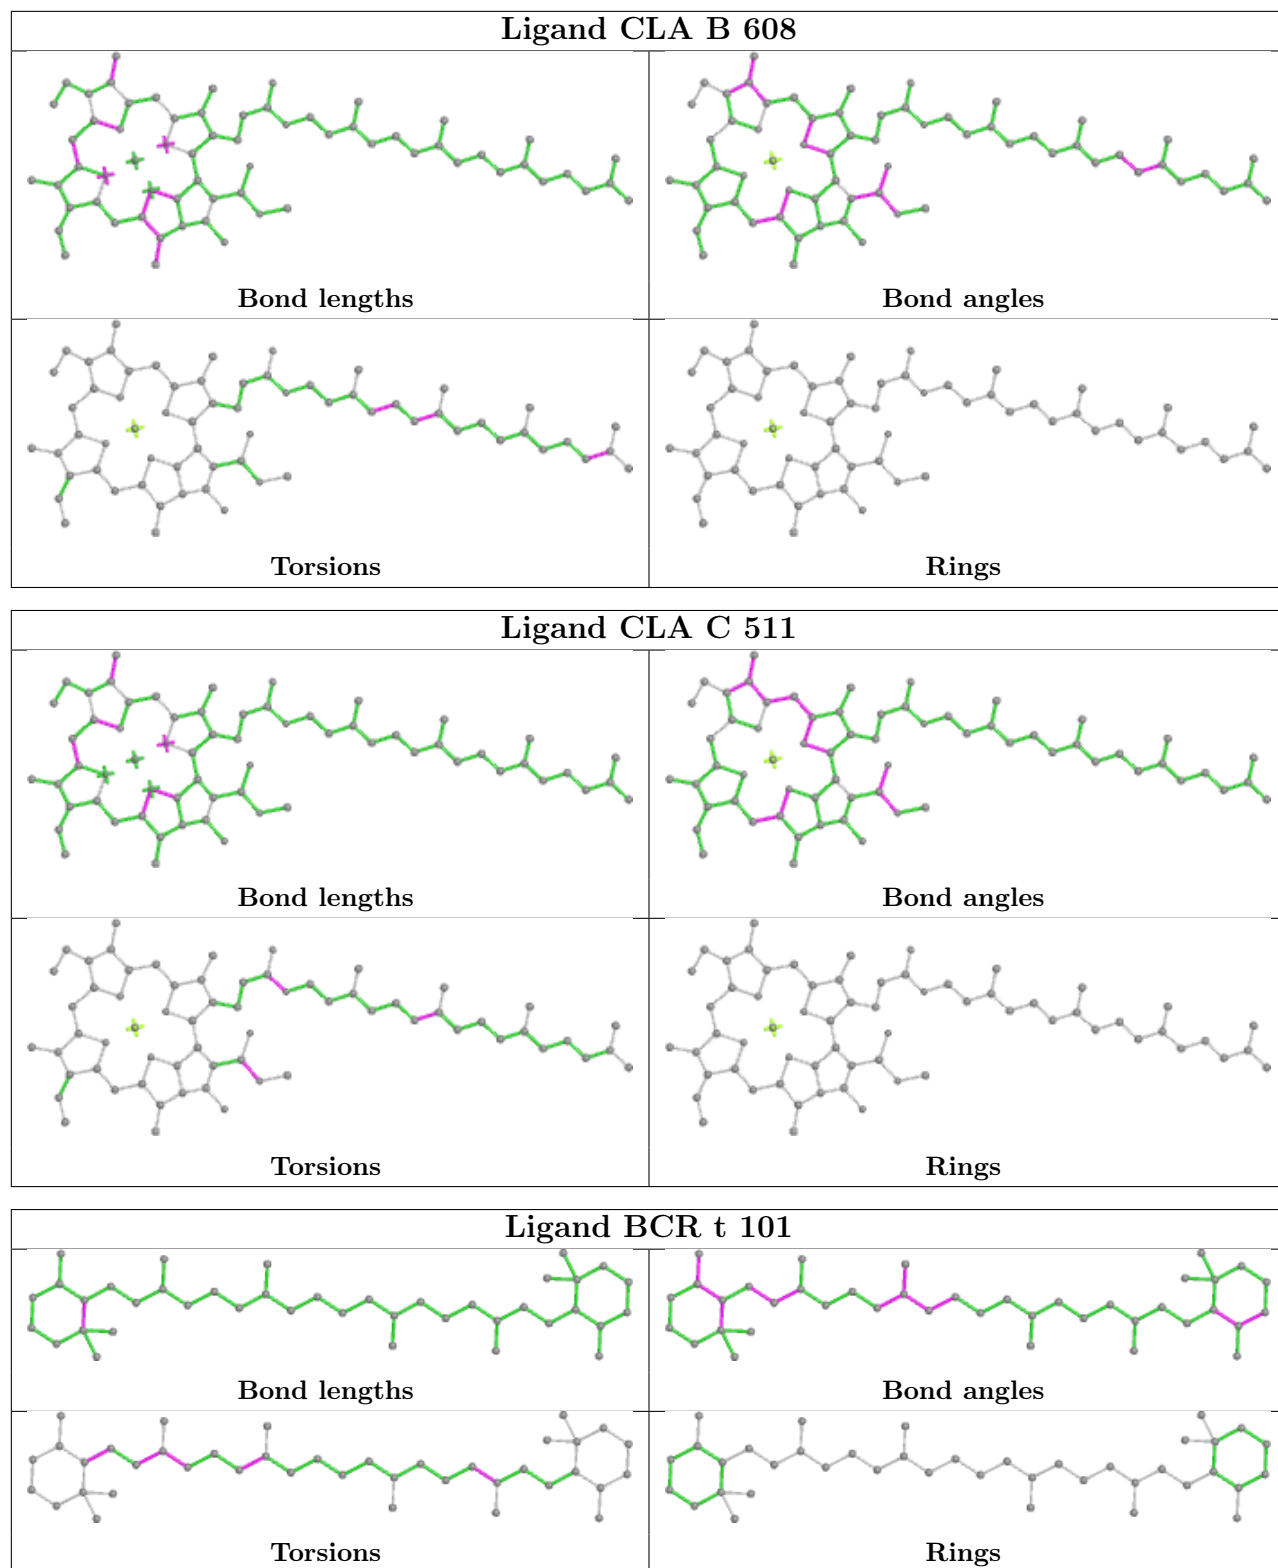 Ligand CLA B 608
Bond lengths
Bond angles
Torsions
Rings
Ligand CLA C 511
Bond lengths
Bond angles
Torsions
Rings
Ligand BCR t 101
Bond lengths
Bond angles
Torsions
Rings